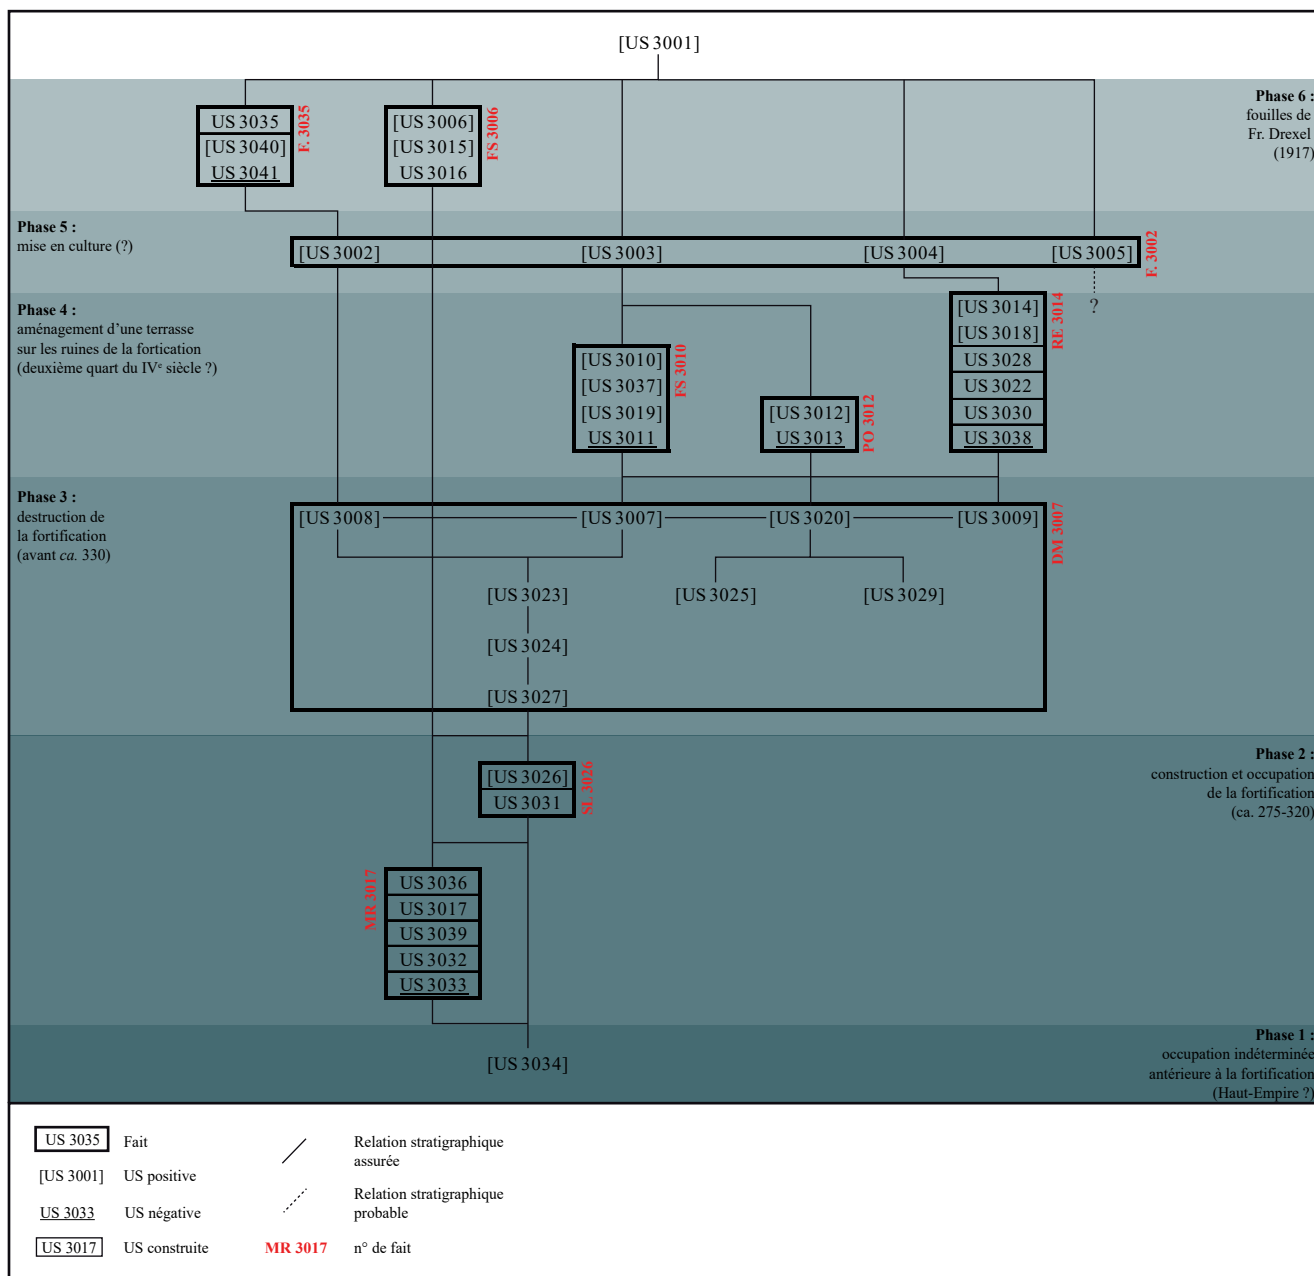 [US 3001]
Phase 6 :
fouilles de
Fr. Drexel
(1917)
US 3035
[US 3040]
US 3041
F. 3035
[US 3006]
[US 3015]
US 3016
FS 3006
Phase 5 :
mise en culture (?)
[US 3002]
[US 3003]
[US 3004]
[US 3005]
F. 3002
?
Phase 4 :
aménagement d’une terrasse
sur les ruines de la fortication
(deuxième quart du IVe siècle ?)
[US 3010]
[US 3037]
[US 3019]
US 3011
FS 3010
[US 3012]
US 3013
PO 3012
[US 3014]
[US 3018]
US 3028
US 3022
US 3030
US 3038
RE 3014
Phase 3 :
destruction de
la fortification
(avant ca. 330)
[US 3008]
[US 3007]
[US 3020]
[US 3009]
DM 3007
[US 3023]
[US 3025]
[US 3029]
[US 3024]
[US 3027]
Phase 2 :
construction et occupation
de la fortification
(ca. 275-320)
[US 3026]
US 3031
SL 3026
MR 3017
US 3036
US 3017
US 3039
US 3032
US 3033
Phase 1 :
occupation indéterminée
antérieure à la fortification
(Haut-Empire ?)
[US 3034]
US 3035 Fait
[US 3001] US positive
US 3033 US négative
US 3017 US construite
Relation stratigraphique
assurée
Relation stratigraphique
probable
MR 3017 n° de fait